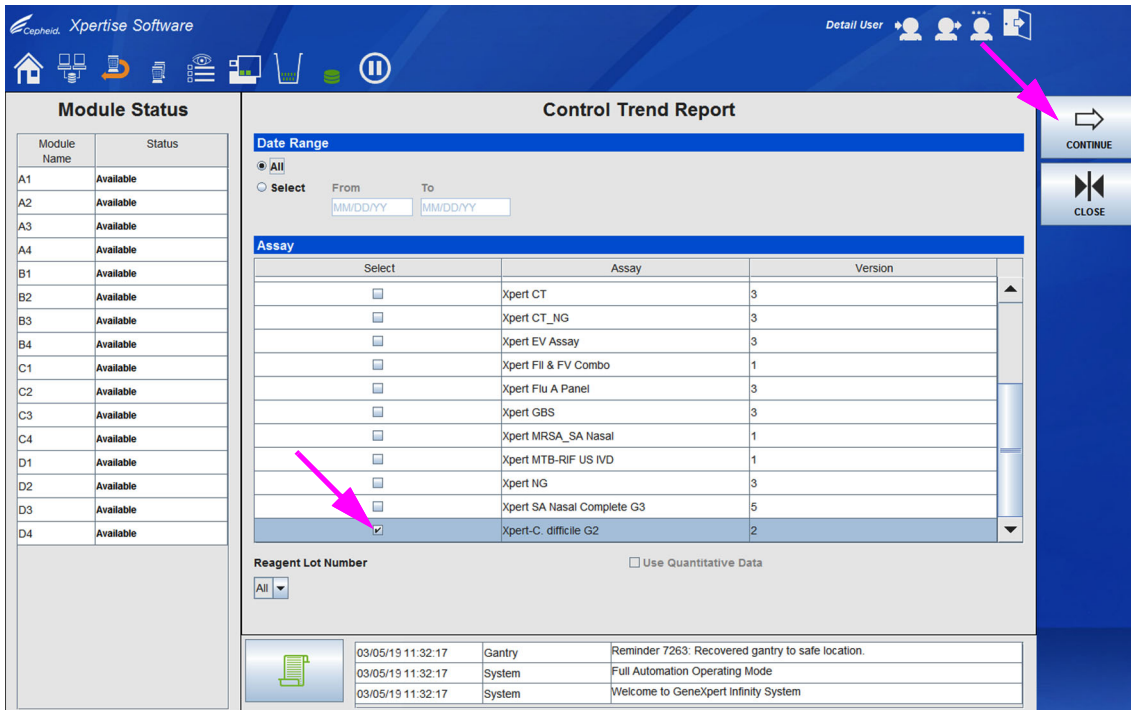 Cepheid. Xpertise Software
Detail User
Module Status
Module Name Status
A1 Available
A2 Available
A3 Available
A4 Available
B1 Available
B2 Available
B3 Available
B4 Available
C1 Available
C2 Available
C3 Available
C4 Available
D1 Available
D2 Available
D3 Available
D4 Available
Control Trend Report
Date Range
All
Select From To
MM/DD/YY MM/DD/YY
Assay
Select Assay Version
Xpert CT 3
Xpert CT_NG 3
Xpert EV Assay 3
Xpert FII & FV Combo 1
Xpert Flu A Panel 3
Xpert GBS 3
Xpert MRSA_SA Nasal 1
Xpert MTB-RIF US IVD 1
Xpert NG 3
Xpert SA Nasal Complete G3 5
Xpert-C. difficile G2 2
Reagent Lot Number Use Quantitative Data
All
03/05/19 11:32:17 Gantry Reminder 7263: Recovered gantry to safe location.
03/05/19 11:32:17 System Full Automation Operating Mode
03/05/19 11:32:17 System Welcome to GeneXpert Infinity System
CONTINUE
CLOSE